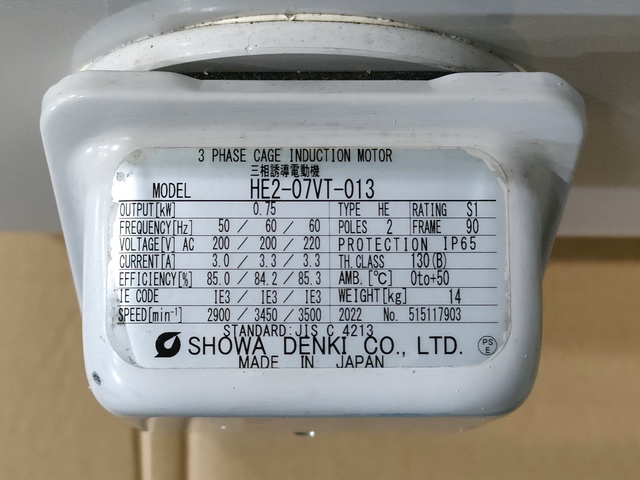 3 PHASE CAGE INDUCTION MOTOR
三相誘導電動機
MODEL HE2-07VT-013
OUTPUT[kW] 0.75 TYPE HE RATING S1
FREQUENCY[Hz] 50 / 60 / 60 POLES 2 FRAME 90
VOLTAGE[V] AC 200 / 200 / 220 PROTECTION IP65
CURRENT[A] 3.0 / 3.3 / 3.3 TH.CLASS 130(B)
EFFICIENCY[%] 85.0 / 84.2 / 85.5 AMB.[℃] 0to+50
IE CODE IE3 / IE3 / IE3 WEIGHT[kg] 14
SPEED[min⁻¹] 2900 / 3450 / 3500 2022 No. 515117903
STANDARD:JIS C 4213
SHOWA DENKI CO., LTD. PS E
MADE IN JAPAN